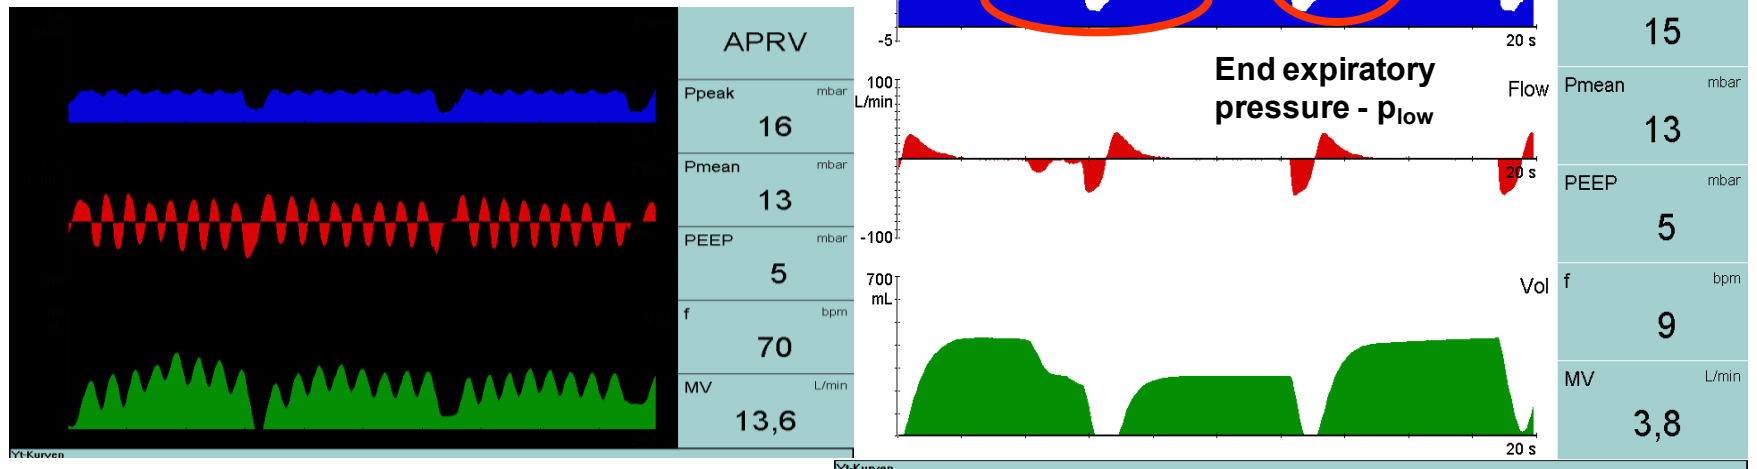 APRV
Ppeak mbar
16
Pmean mbar
13
PEEP mbar
5
f bpm
70
MV L/min
13,6
Yt-Kurven
-5
20 s
End expiratory
pressure - plow
100
L/min
Flow
20 s
-100
700
mL
Vol
20 s
15
Pmean mbar
13
PEEP mbar
5
f bpm
9
MV L/min
3,8
Yt-Kurven